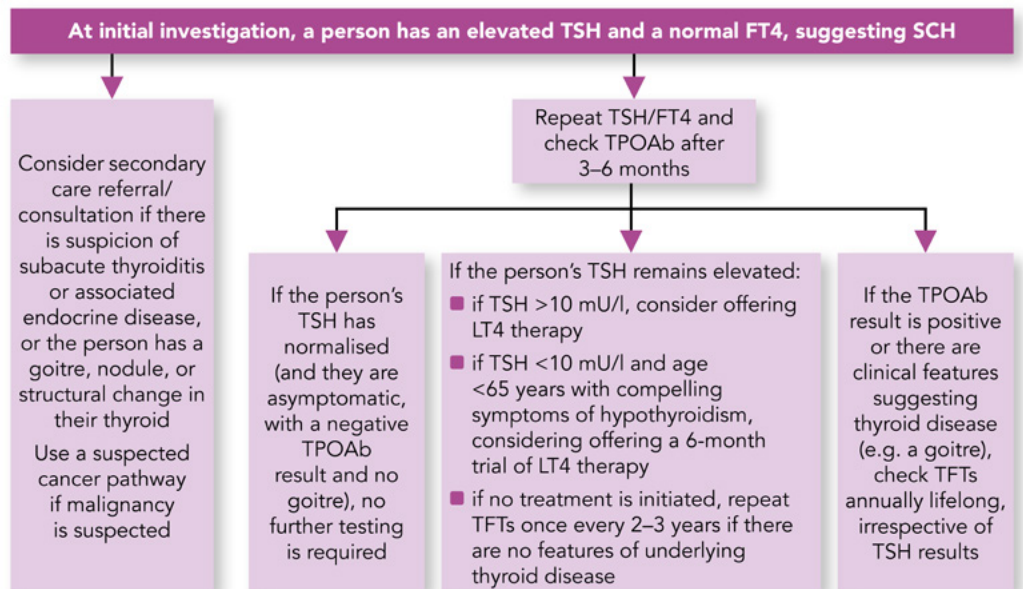 At initial investigation, a person has an elevated TSH and a normal FT4, suggesting SCH
Consider secondary
care referral/
consultation if there
is suspicion of
subacute thyroiditis
or associated
endocrine disease,
or the person has a
goitre, nodule, or
structural change in
their thyroid
Use a suspected
cancer pathway
if malignancy
is suspected
Repeat TSH/FT4 and
check TPOAb after
3–6 months
If the person's
TSH has
normalised
(and they are
asymptomatic,
with a negative
TPOAb
result and no
goitre), no
further testing
is required
If the person's TSH remains elevated:
■ if TSH >10 mU/l, consider offering
LT4 therapy
■ if TSH <10 mU/l and age
<65 years with compelling
symptoms of hypothyroidism,
considering offering a 6-month
trial of LT4 therapy
■ if no treatment is initiated, repeat
TFTs once every 2–3 years if there
are no features of underlying
thyroid disease
If the TPOAb
result is positive
or there are
clinical features
suggesting
thyroid disease
(e.g. a goitre),
check TFTs
annually lifelong,
irrespective of
TSH results